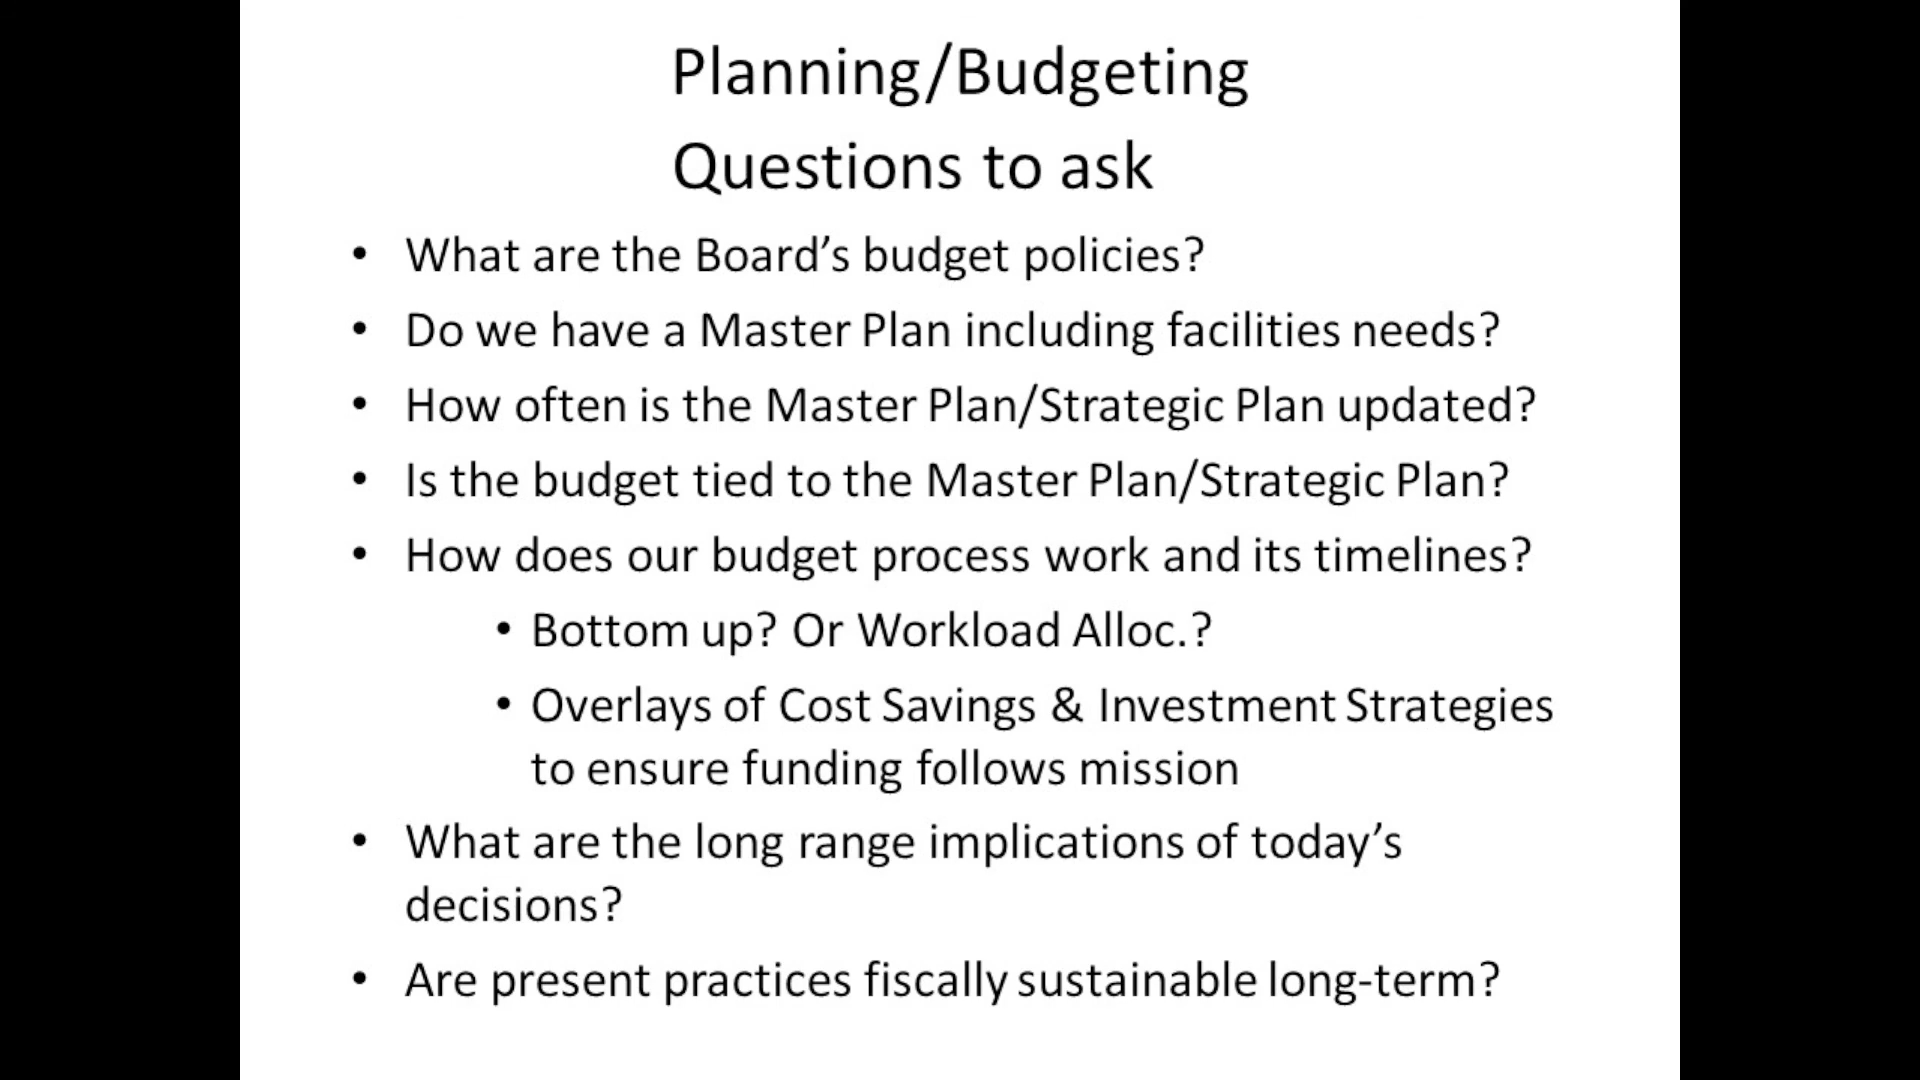 Planning/Budgeting
Questions to ask
• What are the Board’s budget policies?
• Do we have a Master Plan including facilities needs?
• How often is the Master Plan/Strategic Plan updated?
• Is the budget tied to the Master Plan/Strategic Plan?
• How does our budget process work and its timelines?
• Bottom up? Or Workload Alloc.?
• Overlays of Cost Savings & Investment Strategies
to ensure funding follows mission
• What are the long range implications of today’s
decisions?
• Are present practices fiscally sustainable long-term?